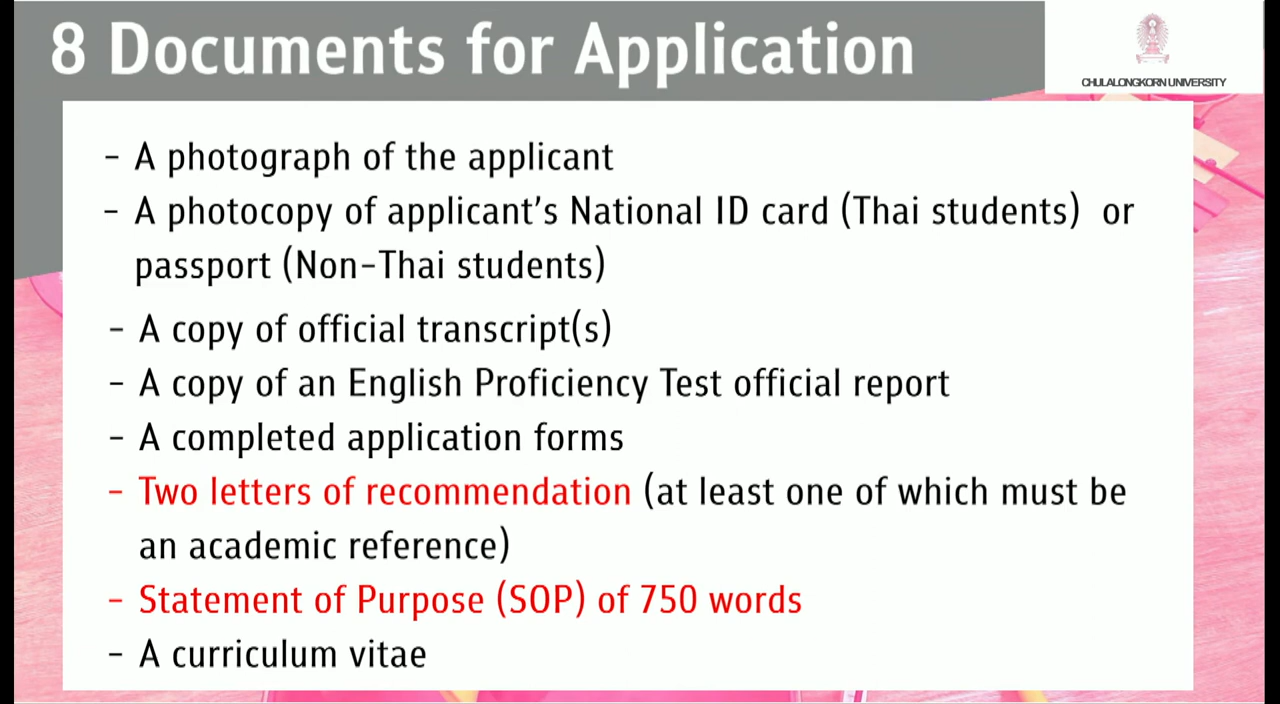 8 Documents for Application
CHULALONGKORN UNIVERSITY
- A photograph of the applicant
- A photocopy of applicant's National ID card (Thai students) or
passport (Non-Thai students)
- A copy of official transcript(s)
- A copy of an English Proficiency Test official report
- A completed application forms
- Two letters of recommendation (at least one of which must be
an academic reference)
- Statement of Purpose (SOP) of 750 words
- A curriculum vitae